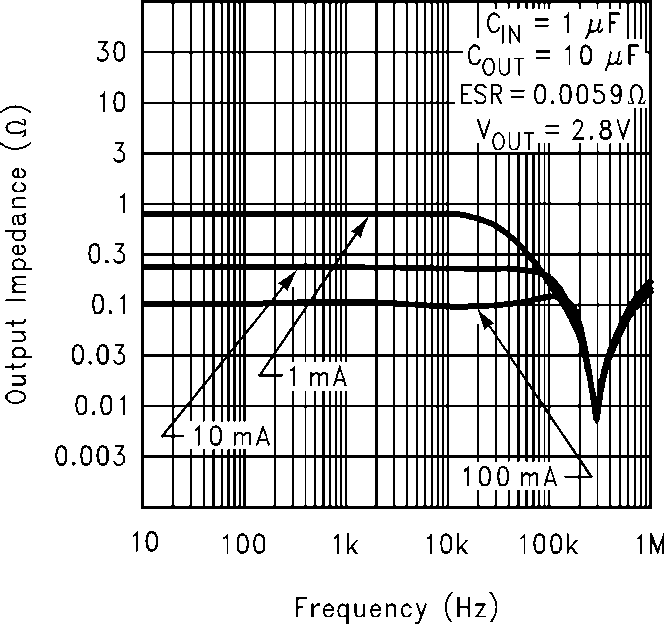 C_IN = 1 µF
C_OUT = 10 µF
ESR = 0.0059Ω
V_OUT = 2.8V
Output Impedance (Ω)
30
10
3
1
0.3
0.1
0.03
0.01
0.003
1 mA
10 mA
100 mA
10 100 1k 10k 100k 1M
Frequency (Hz)